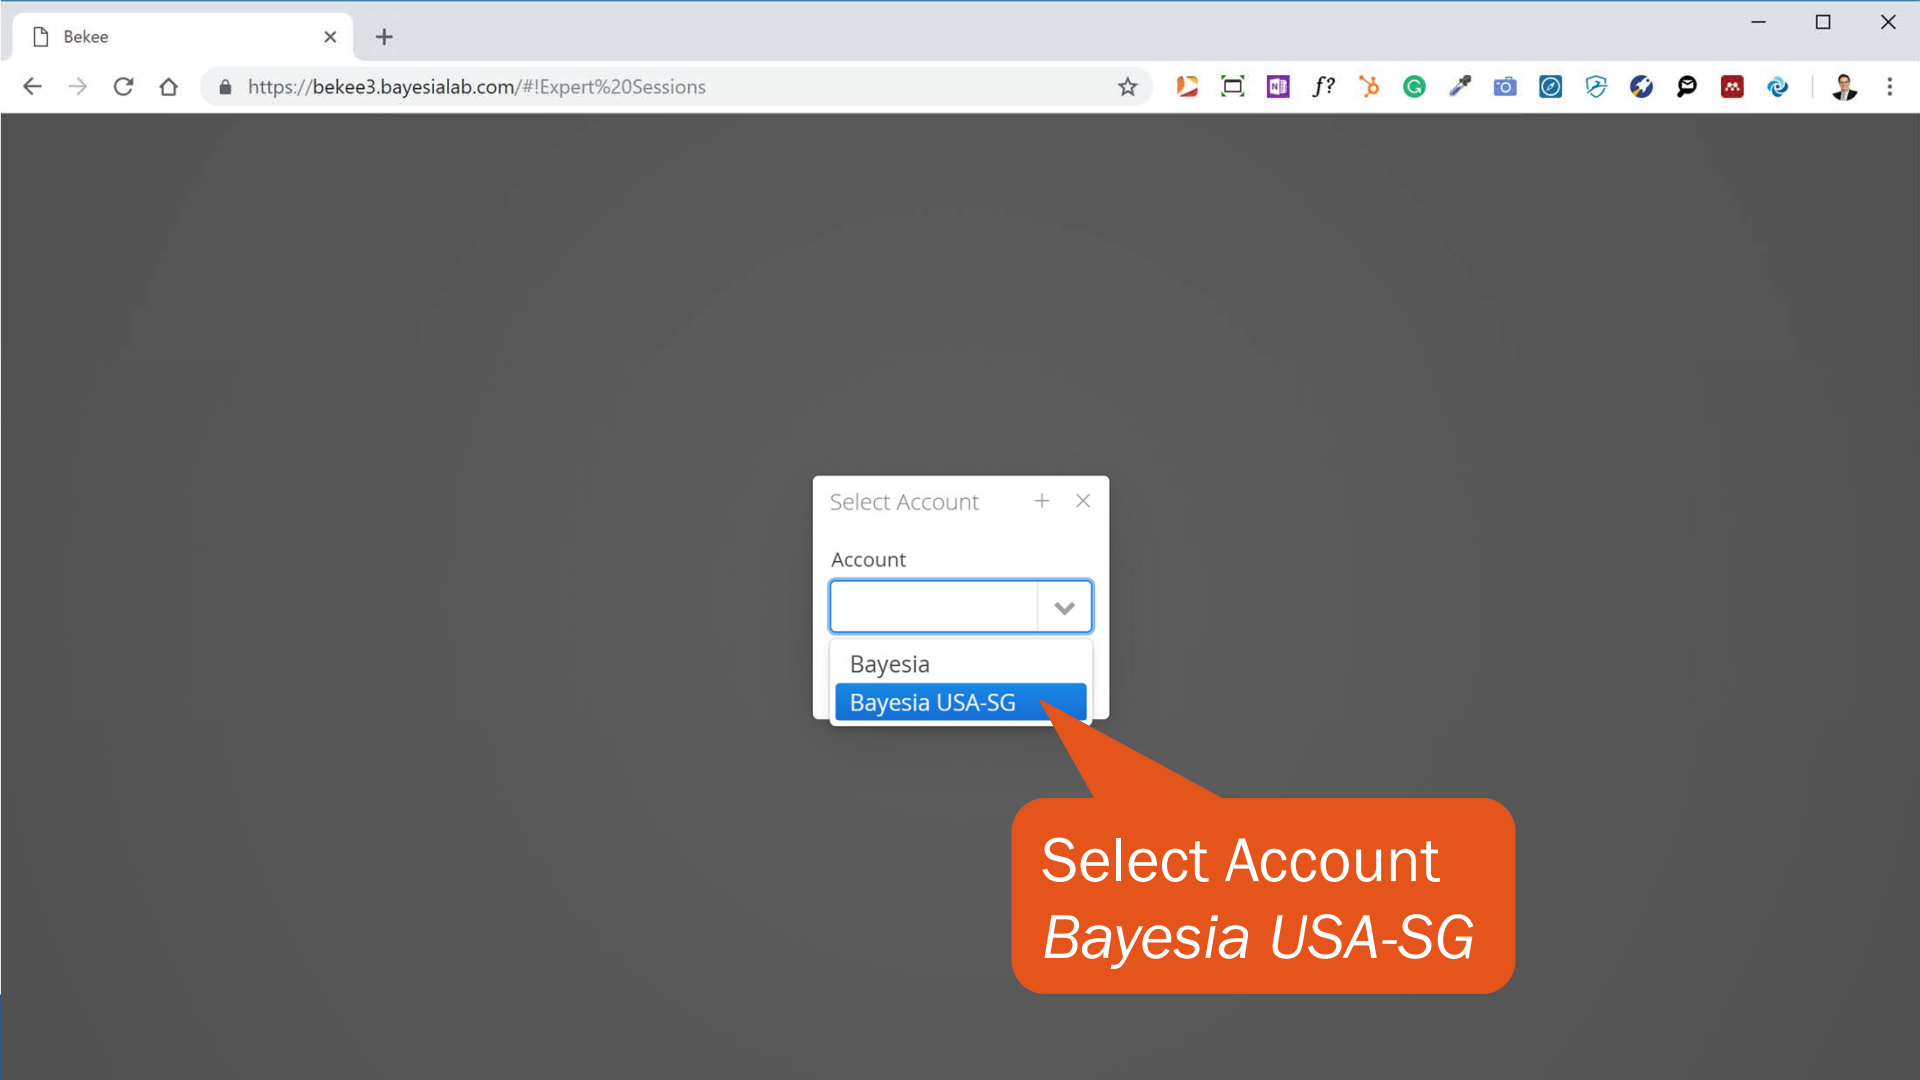 Bekee
https://bekee3.bayesialab.com/#!Expert%20Sessions
f?
Select Account
Account
Bayesia
Bayesia USA-SG
Select Account
Bayesia USA-SG